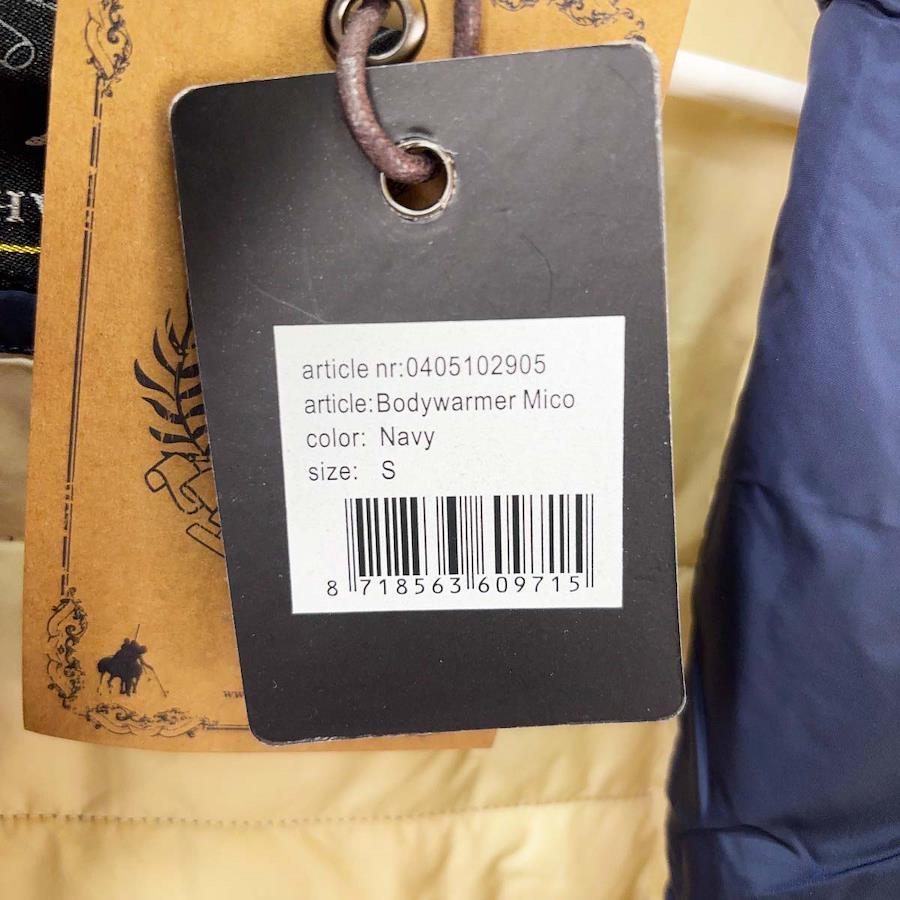 article nr:0405102905
article:Bodywarmer Mico
color: Navy
size: S
8 718563 609715